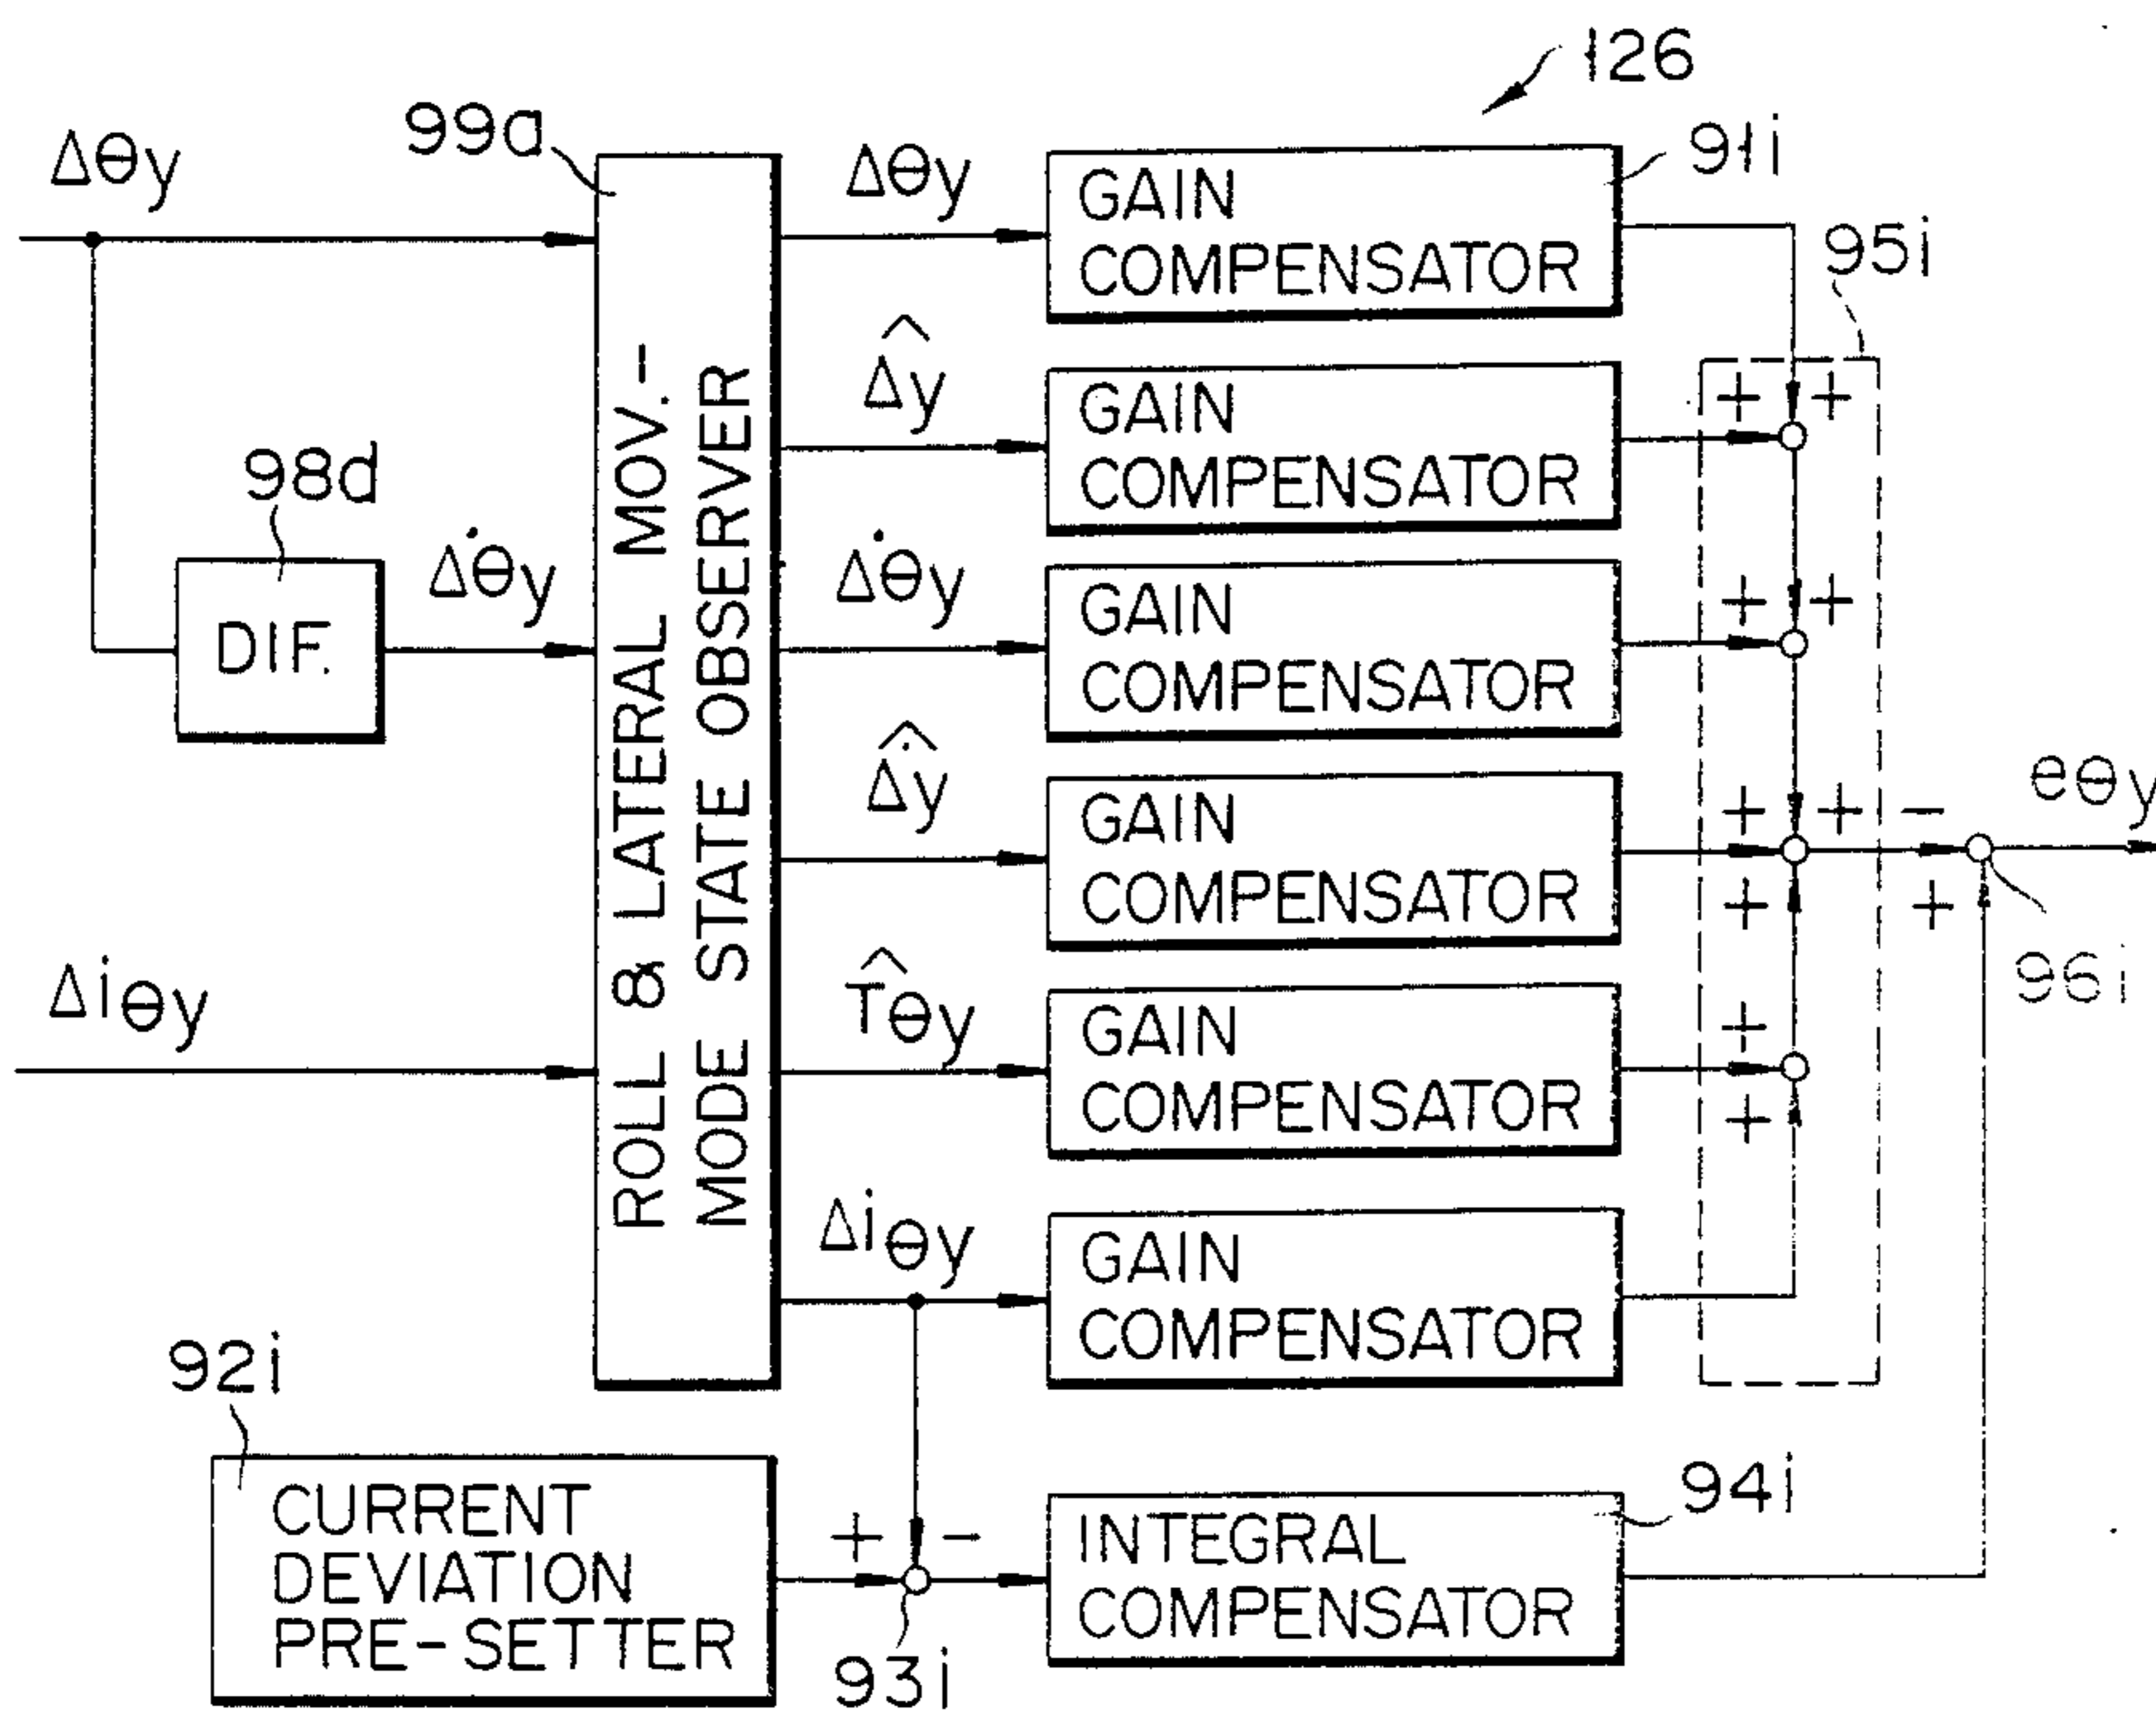 126
99a
91i
Δθy
Δθy
GAIN
COMPENSATOR
95i
Δŷ
GAIN
COMPENSATOR
+ +
98d
DIF.
Δθ̇y
ROLL & LATERAL MOV.-
MODE STATE OBSERVER
Δθ̇y
GAIN
COMPENSATOR
+ +
Δẏ̂
GAIN
COMPENSATOR
+ + −
+ +
eθy
96i
Δiθy
T̂θy
GAIN
COMPENSATOR
+
+
Δiθy
GAIN
COMPENSATOR
92i
CURRENT
DEVIATION
PRE-SETTER
+ −
93i
94i
INTEGRAL
COMPENSATOR